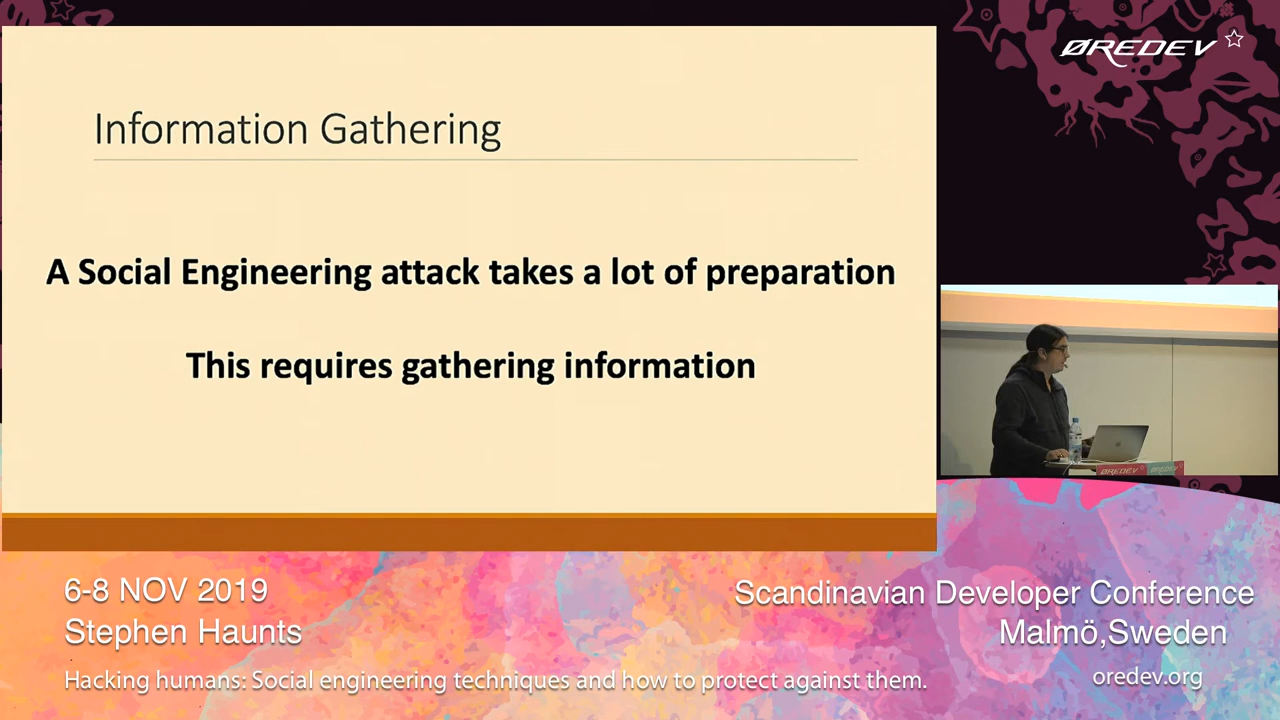 ØREDEV
Information Gathering
A Social Engineering attack takes a lot of preparation
This requires gathering information
ØREDEV
ØREDEV
6-8 NOV 2019
Stephen Haunts
Hacking humans: Social engineering techniques and how to protect against them.
Scandinavian Developer Conference
Malmö,Sweden
oredev.org